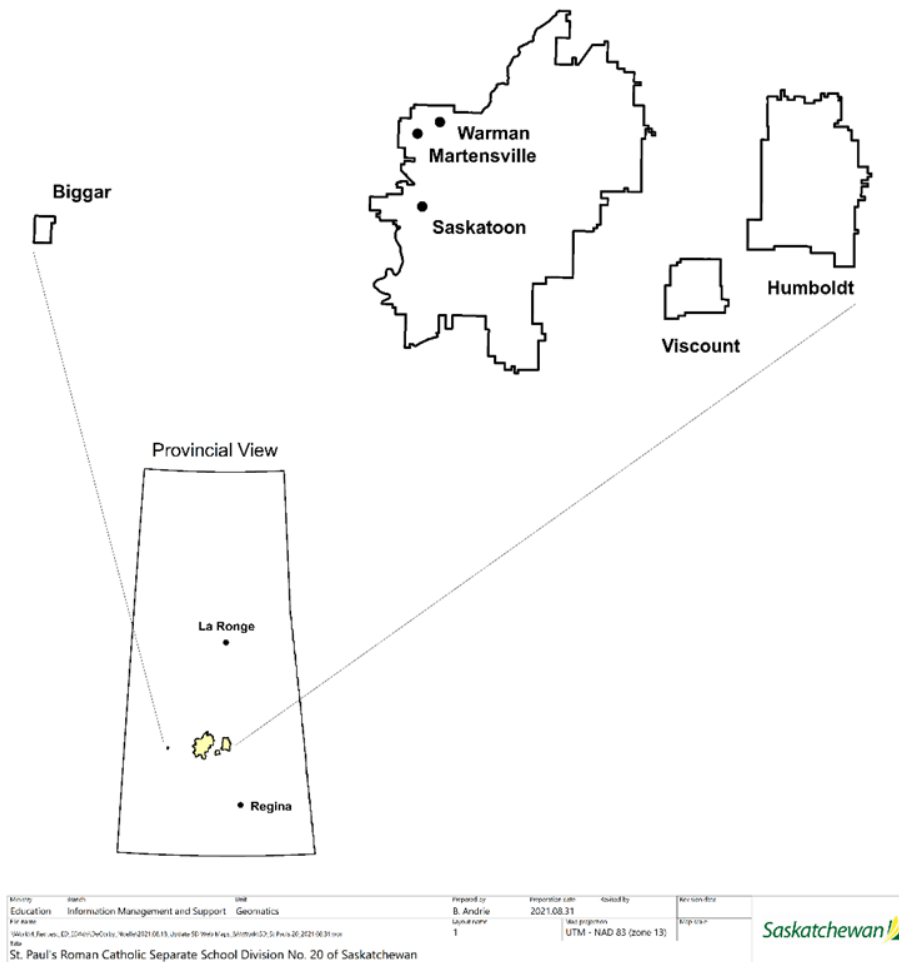 Warman
Martensville
Biggar
Saskatoon
Humboldt
Viscount
Provincial View
La Ronge
Regina
Ministry Branch Unit Prepared by Preparation date Revised by Revision date
Education Information Management and Support Geomatics B. Andrie 2021.08.31
File name Layout name Map projection Map scale
1 UTM - NAD 83 (zone 13)
Title
St. Paul's Roman Catholic Separate School Division No. 20 of Saskatchewan
Saskatchewan